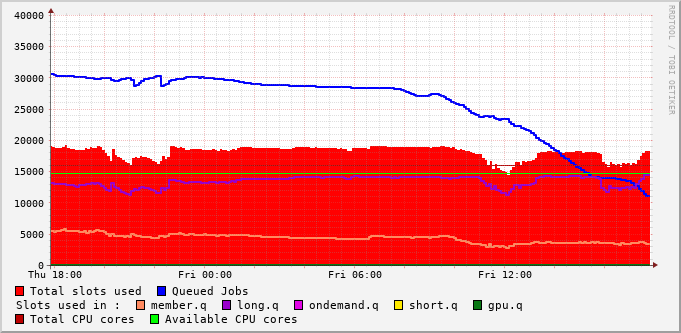 RRDTOOL / TOBI OETIKER
40000
35000
30000
25000
20000
15000
10000
5000
0
Thu 18:00 Fri 00:00 Fri 06:00 Fri 12:00
Total slots used Queued Jobs
Slots used in : member.q long.q ondemand.q short.q gpu.q
Total CPU cores Available CPU cores